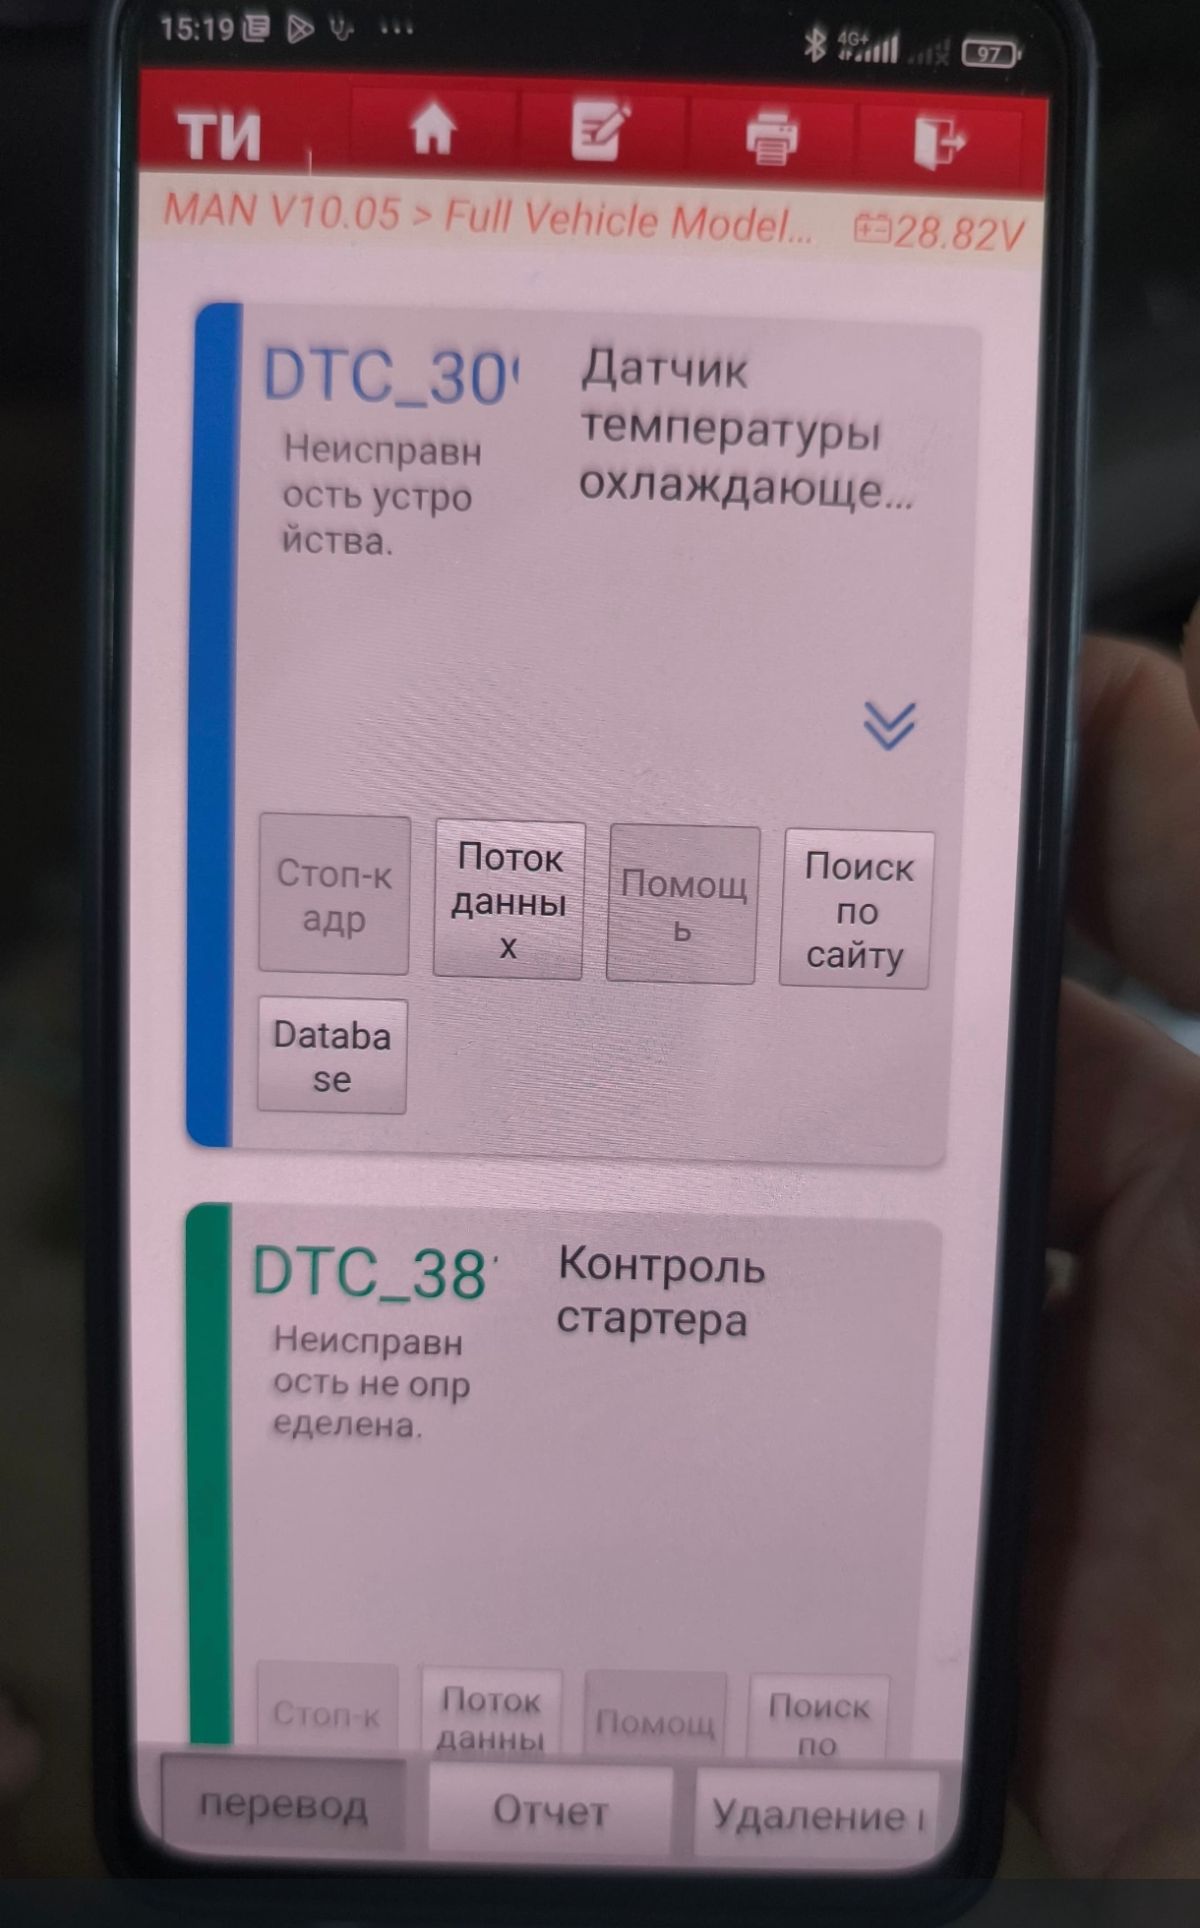 15:19
4G+
97
ТИ
MAN V10.05 > Full Vehicle Model... 28.82V
DTC_30
Неисправн
ость устро
йства.
Датчик
температуры
охлаждающе...
Стоп-к
адр
Поток
данны
х
Помощ
ь
Поиск
по
сайту
Databa
se
DTC_38
Неисправн
ость не опр
еделена.
Контроль
стартера
Стоп-к
Поток
данны
Помощ
Поиск
по
перевод
Отчет
Удаление